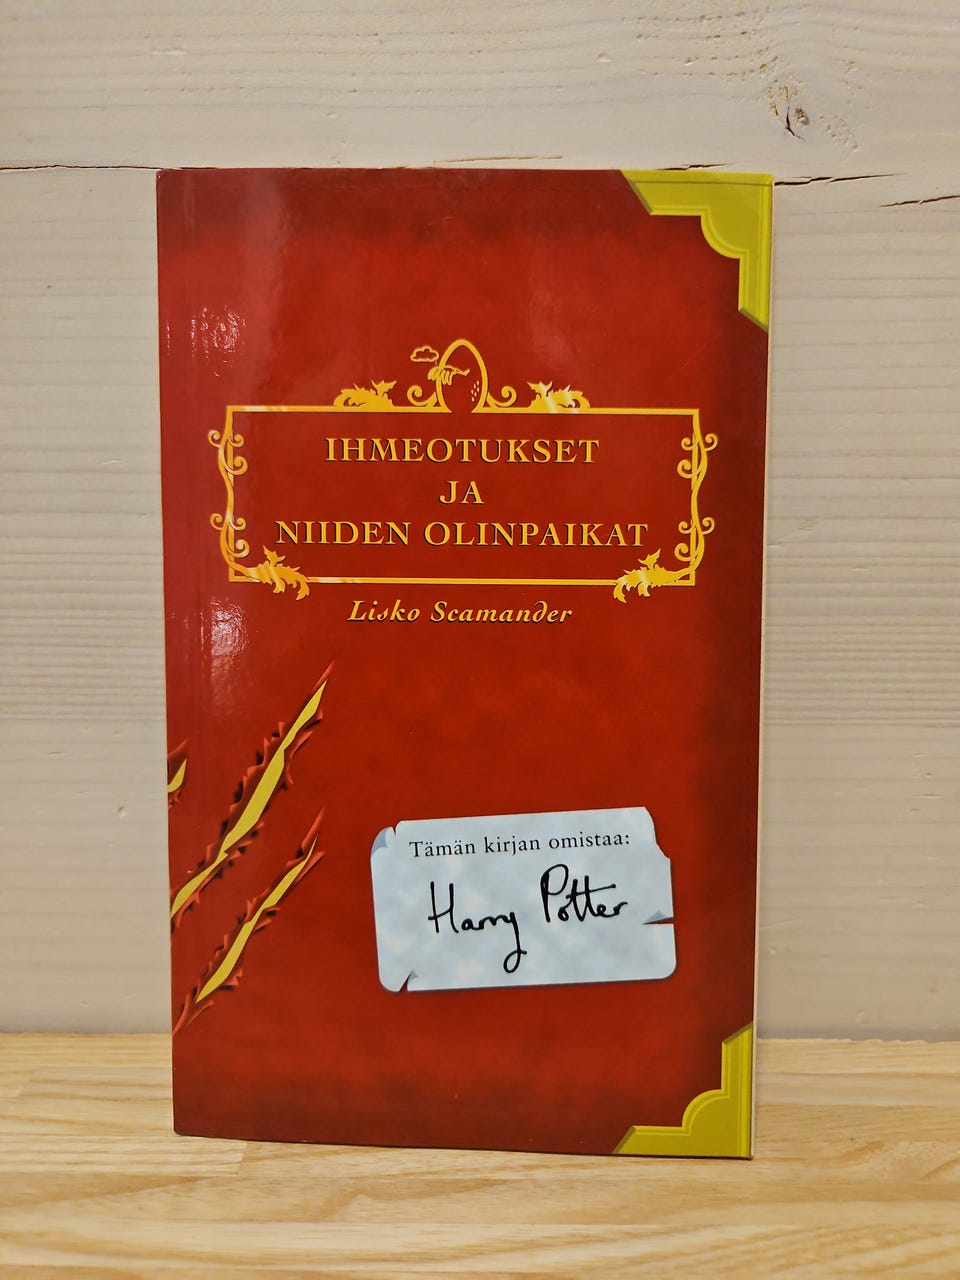 IHMEOTUKSET
JA
NIIDEN OLINPAIKAT
Lisko Scamander
Tämän kirjan omistaa:
Harry Potter